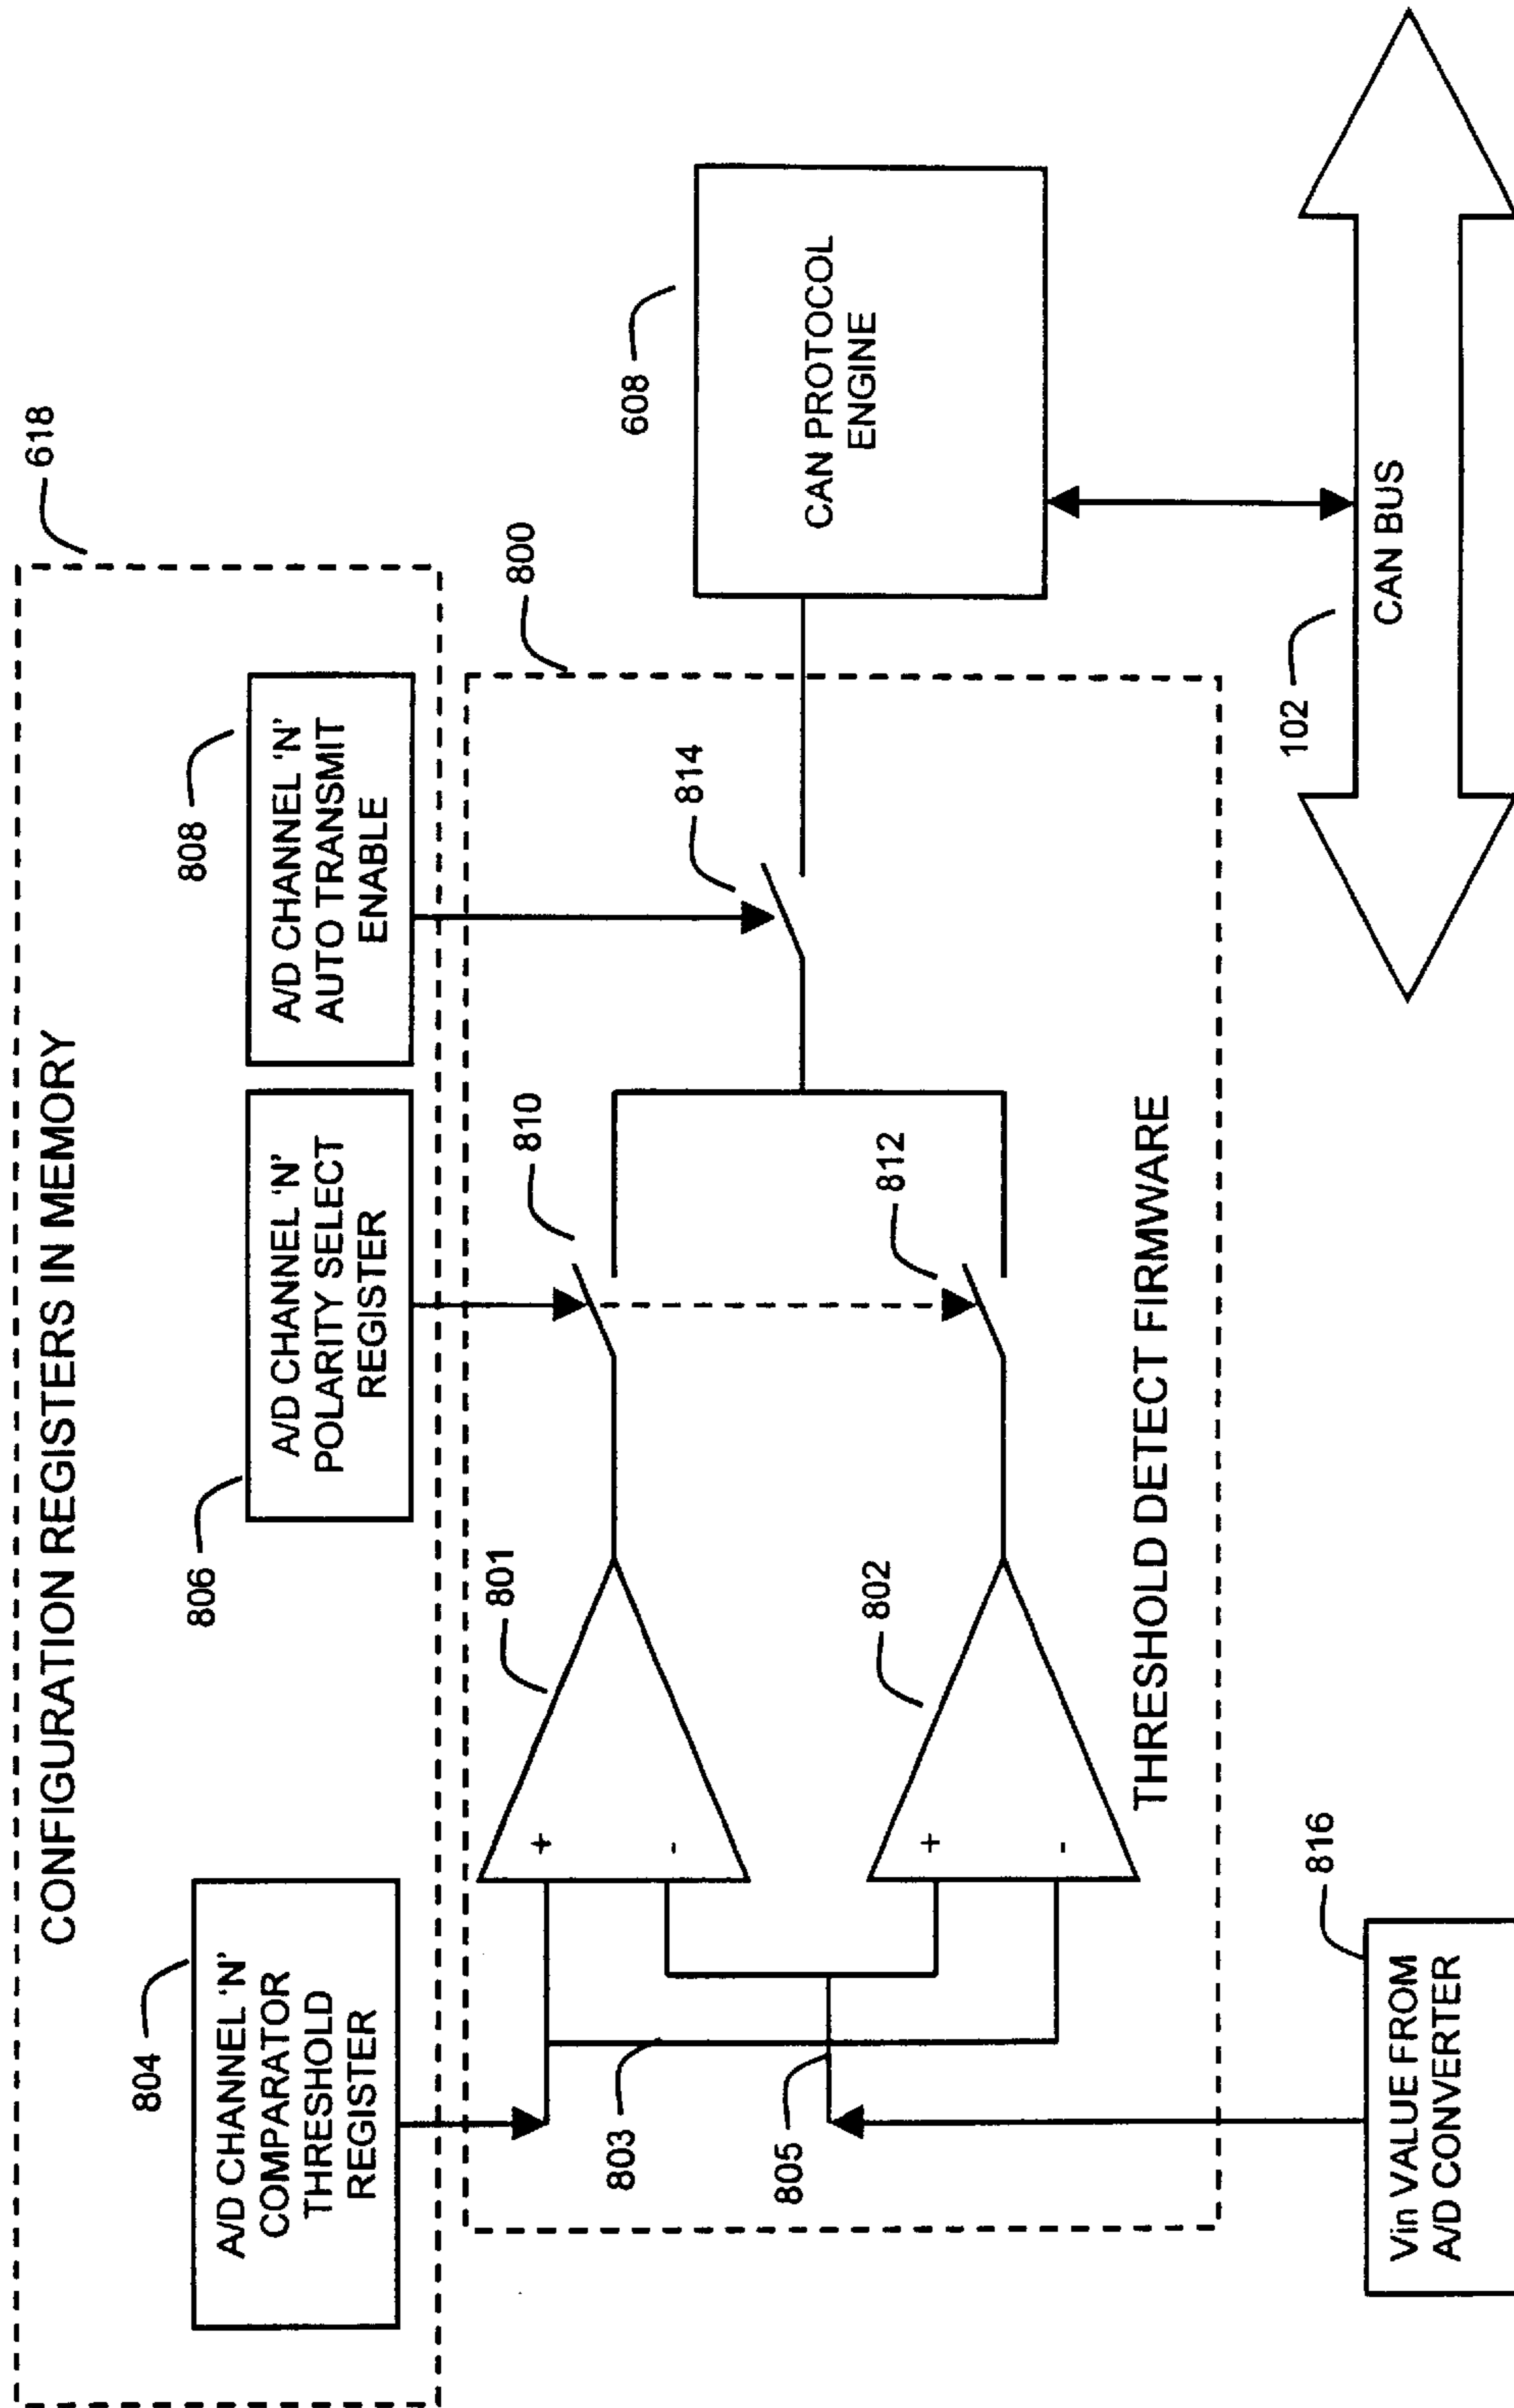 CONFIGURATION REGISTERS IN MEMORY
618
804
A/D CHANNEL 'N'
COMPARATOR
THRESHOLD
REGISTER
806
A/D CHANNEL 'N'
POLARITY SELECT
REGISTER
808
A/D CHANNEL 'N'
AUTO TRANSMIT
ENABLE
800
801
+
-
810
814
803
805
802
+
-
812
THRESHOLD DETECT FIRMWARE
608
CAN PROTOCOL
ENGINE
816
Vin VALUE FROM
A/D CONVERTER
102
CAN BUS